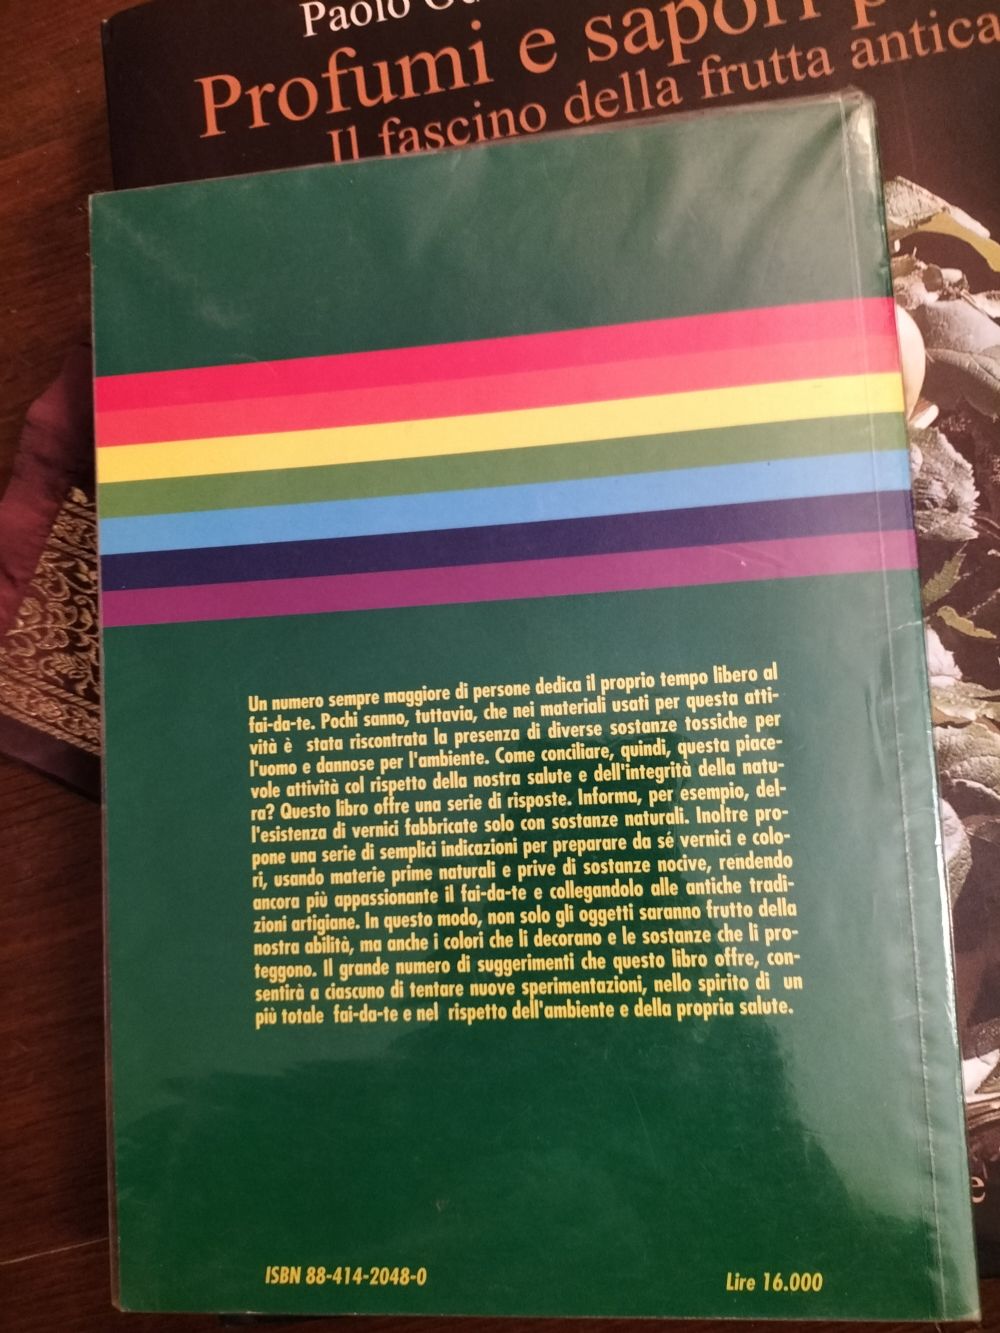 Paolo
Profumi e sapori
Il fascino della frutta antica
Un numero sempre maggiore di persone dedica il proprio tempo libero al
fai-da-te. Pochi sanno, tuttavia, che nei materiali usati per questa atti-
vità è stata riscontrata la presenza di diverse sostanze tossiche per
l'uomo e dannose per l'ambiente. Come conciliare, quindi, questa piace-
vole attività col rispetto della nostra salute e dell'integrità della natu-
ra? Questo libro offre una serie di risposte. Informa, per esempio, del-
l'esistenza di vernici fabbricate solo con sostanze naturali. Inoltre pro-
pone una serie di semplici indicazioni per preparare da sé vernici e colo-
ri, usando materie prime naturali e prive di sostanze nocive, rendendo
ancora più appassionante il fai-da-te e collegandolo alle antiche tradi-
zioni artigiane. In questo modo, non solo gli oggetti saranno frutto della
nostra abilità, ma anche i colori che li decorano e le sostanze che li pro-
teggono. Il grande numero di suggerimenti che questo libro offre, con-
sentirà a ciascuno di tentare nuove sperimentazioni, nello spirito di un
più totale fai-da-te e nel rispetto dell'ambiente e della propria salute.
ISBN 88-414-2048-0
Lire 16.000